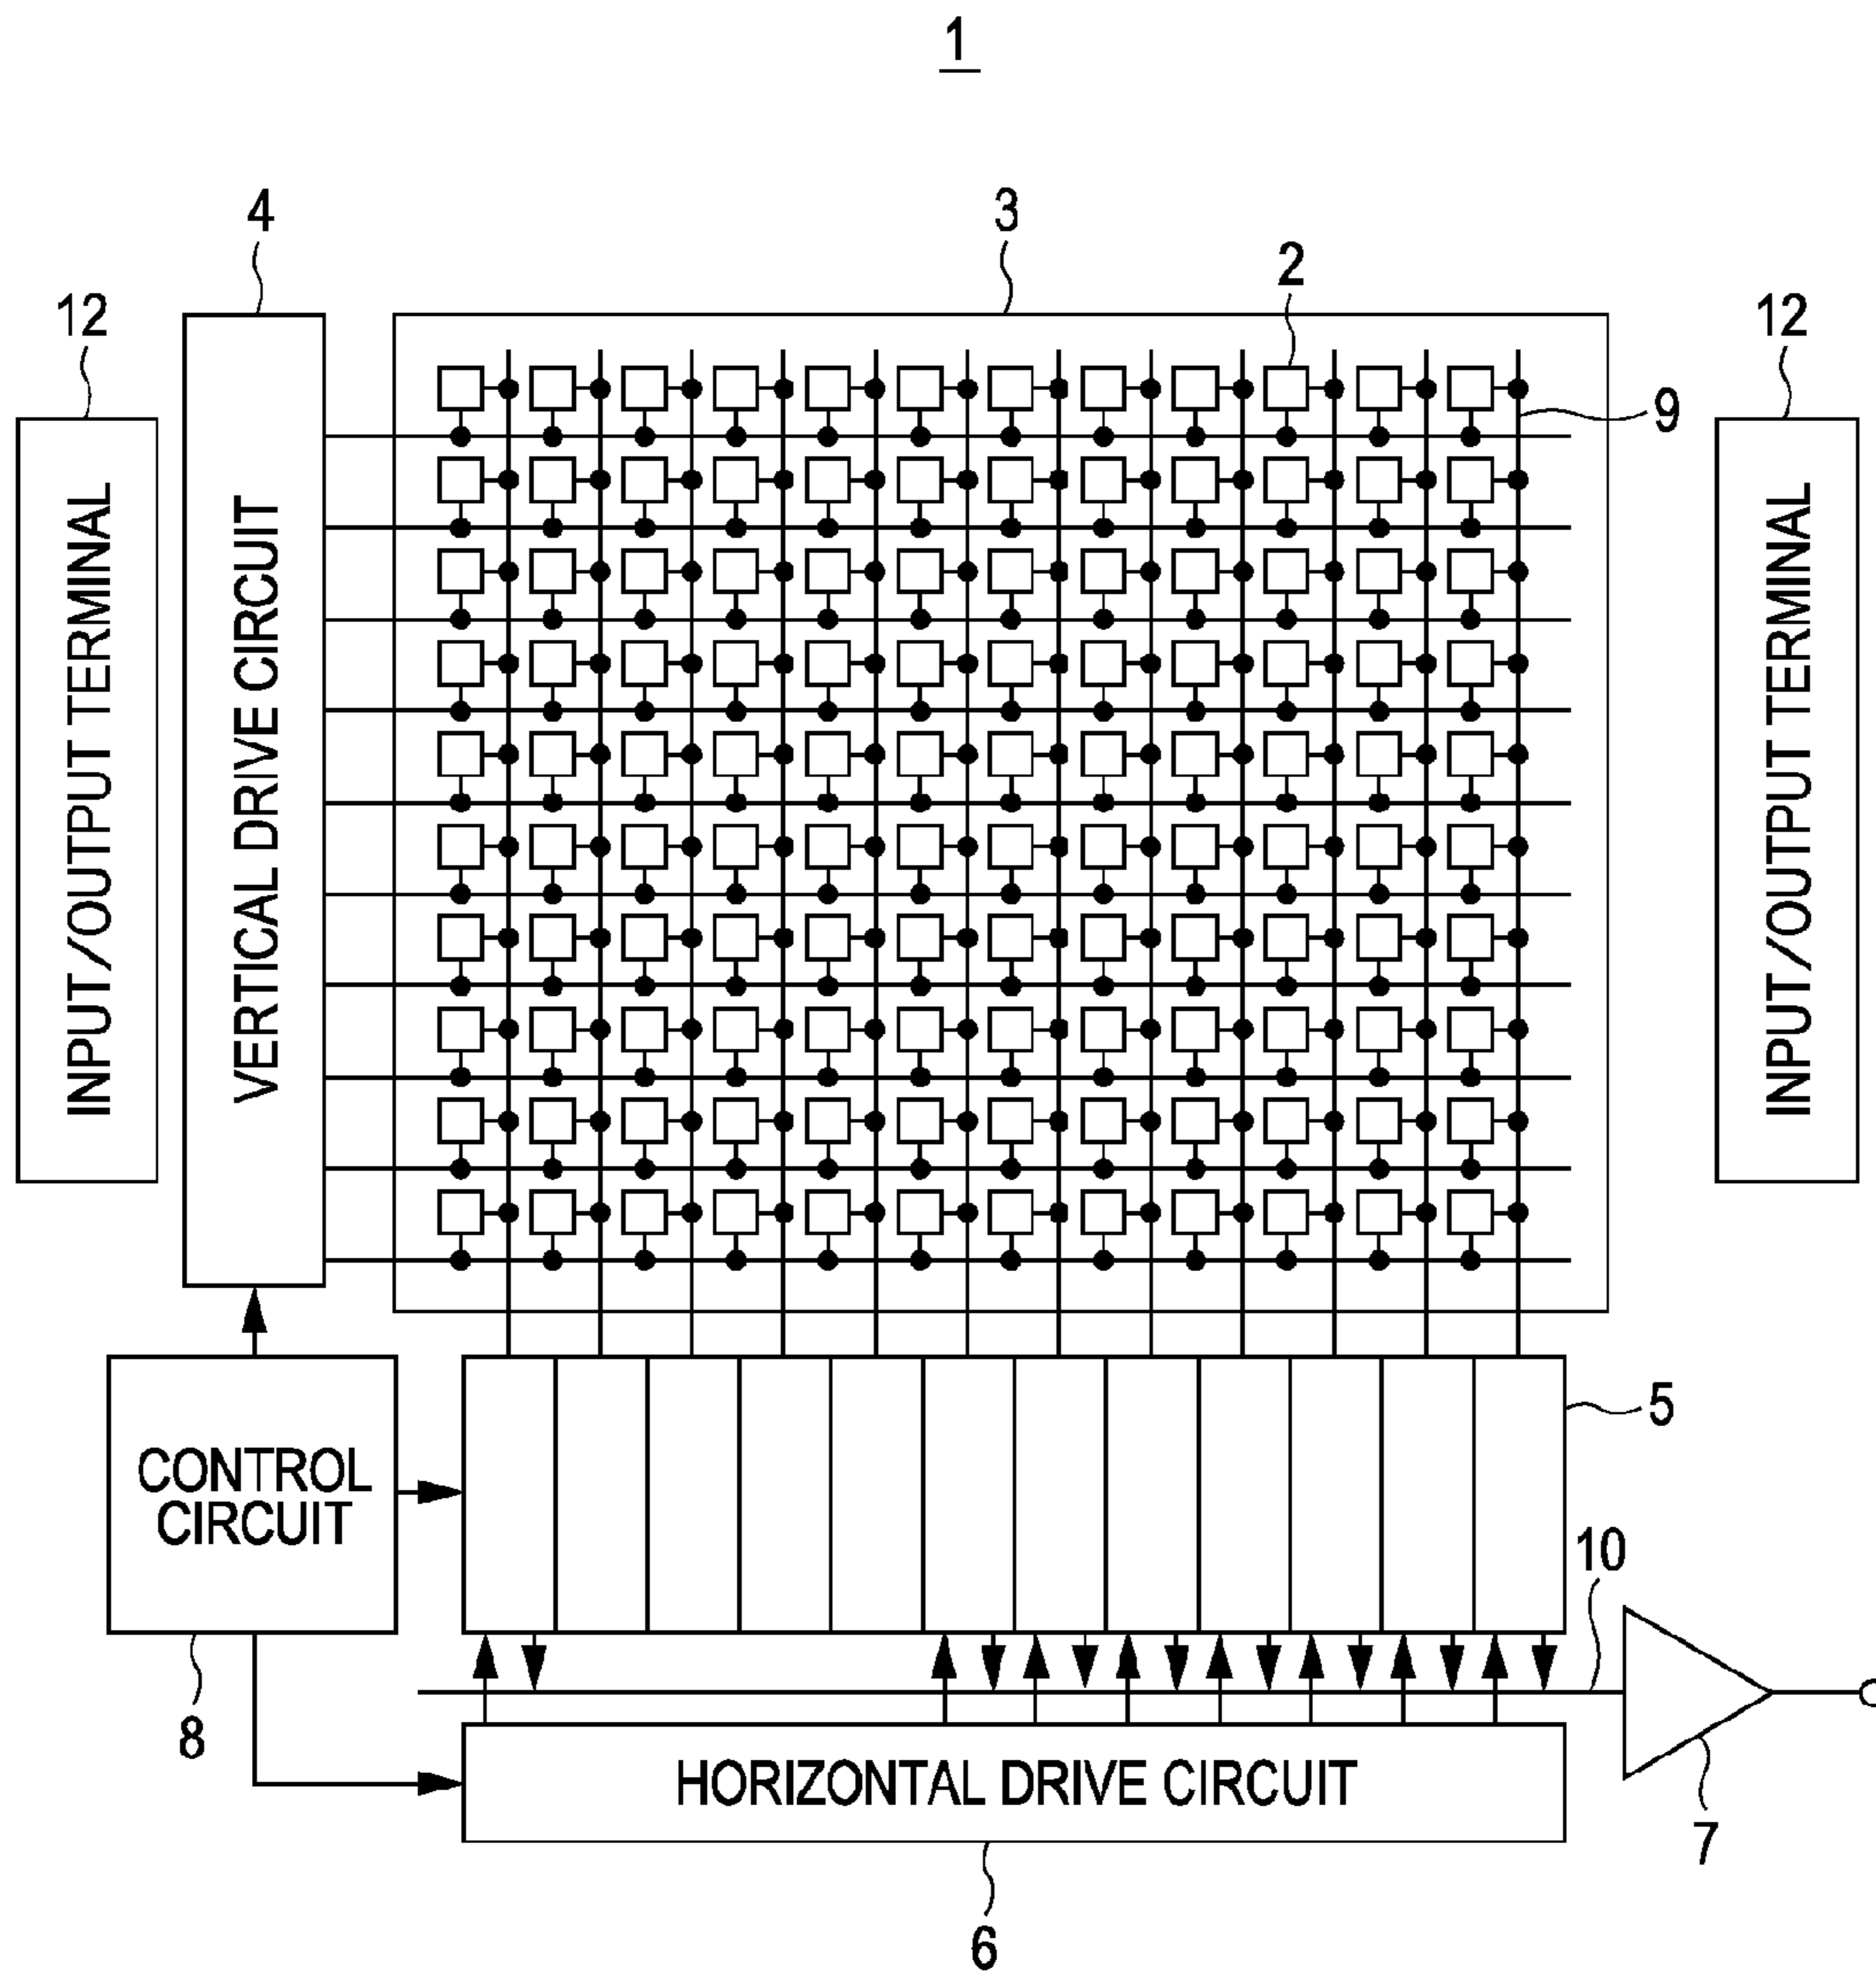 1
4
3
2
12
12
9
INPUT/OUTPUT TERMINAL
VERTICAL DRIVE CIRCUIT
INPUT/OUTPUT TERMINAL
5
CONTROL
CIRCUIT
10
8
HORIZONTAL DRIVE CIRCUIT
7
6